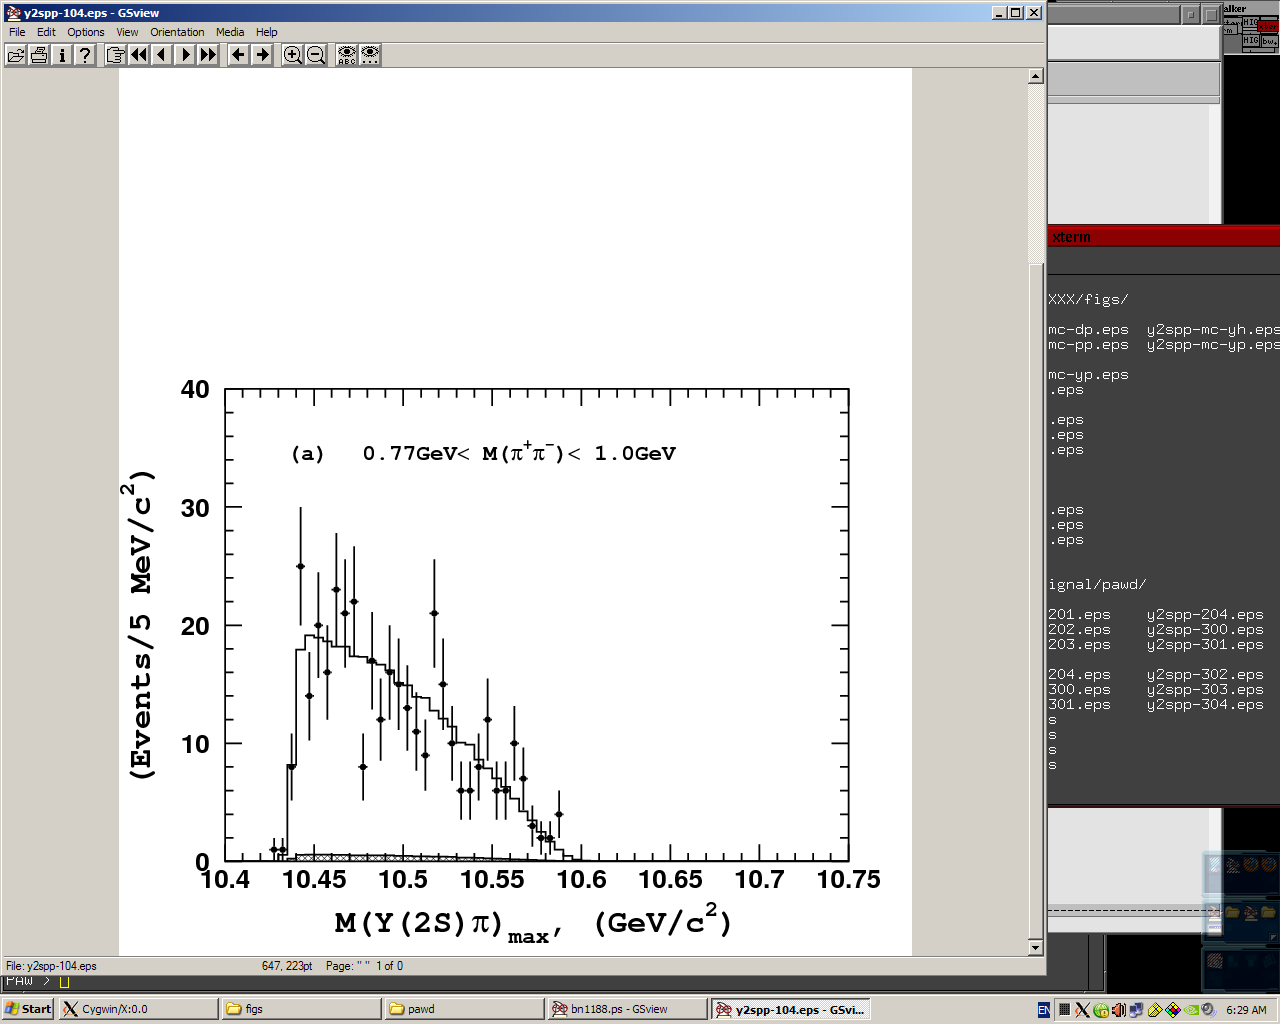 y2spp-104.eps - GSview
alker
File Edit Options View Orientation Media Help
HIG
HIG bw.
ABC
xterm
XXX/figs/
mc-dp.eps y2spp-mc-yh.eps
mc-pp.eps y2spp-mc-yp.eps
mc-yp.eps
.eps
.eps
.eps
.eps
.eps
.eps
.eps
ignal/pawd/
201.eps y2spp-204.eps
202.eps y2spp-300.eps
203.eps y2spp-301.eps
204.eps y2spp-302.eps
300.eps y2spp-303.eps
301.eps y2spp-304.eps
s
s
s
s
(a) 0.77GeV< M(π⁺π⁻)< 1.0GeV
(Events/5 MeV/c²)
40
30
20
10
0
10.4 10.45 10.5 10.55 10.6 10.65 10.7 10.75
M(Y(2S)π)max, (GeV/c²)
File: y2spp-104.eps 647, 223pt Page: " " 1 of 0
PAW >
Start Cygwin/X:0.0 figs pawd bn1188.ps - GSview y2spp-104.eps - GSvi... EN 6:29 AM